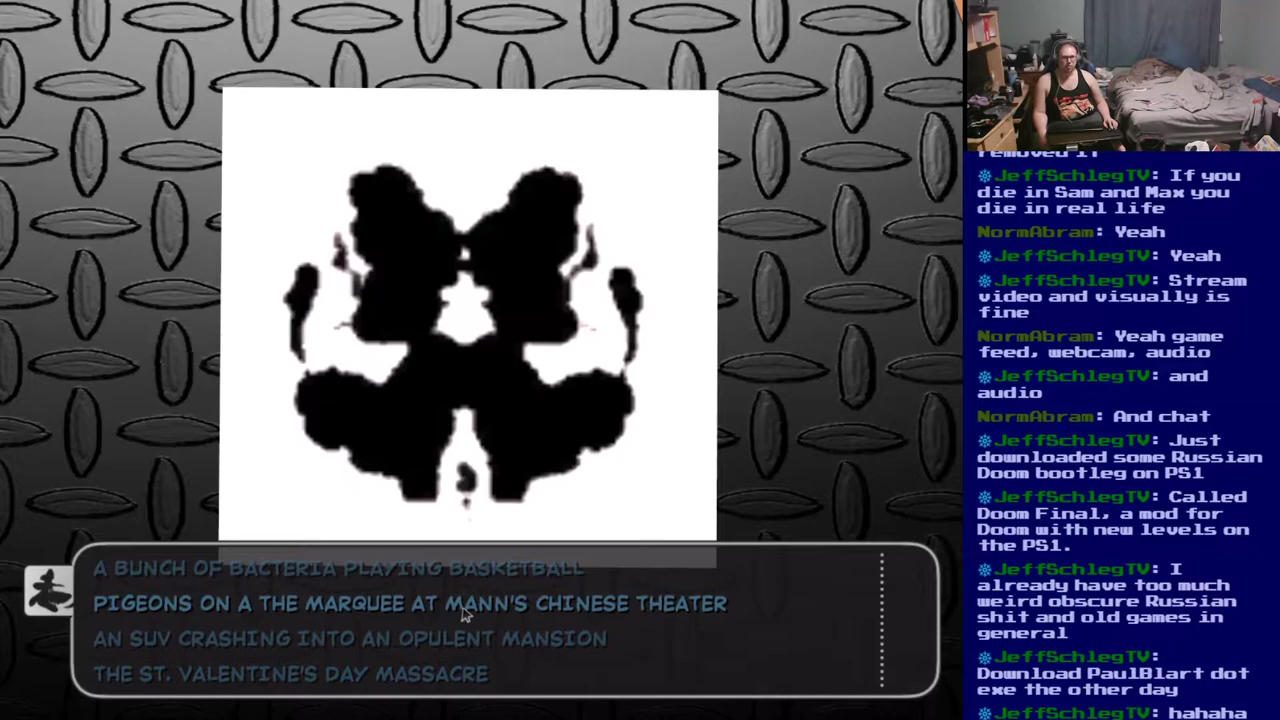 removed it
JeffSchlegTV: If you
die in Sam and Max you
die in real life
NormAbram: Yeah
JeffSchlegTV: Yeah
JeffSchlegTV: Stream
video and visually is
fine
NormAbram: Yeah game
feed, webcam, audio
JeffSchlegTV: and
audio
NormAbram: And chat
JeffSchlegTV: Just
downloaded some Russian
Doom bootleg on PS1
JeffSchlegTV: Called
Doom Final, a mod for
Doom with new levels on
the PS1.
JeffSchlegTV: I
already have too much
weird obscure Russian
shit and old games in
general
JeffSchlegTV:
Download PaulBlart dot
exe the other day
JeffSchlegTV: hahaha
A BUNCH OF BACTERIA PLAYING BASKETBALL
PIGEONS ON A THE MARQUEE AT MANN'S CHINESE THEATER
AN SUV CRASHING INTO AN OPULENT MANSION
THE ST. VALENTINE'S DAY MASSACRE